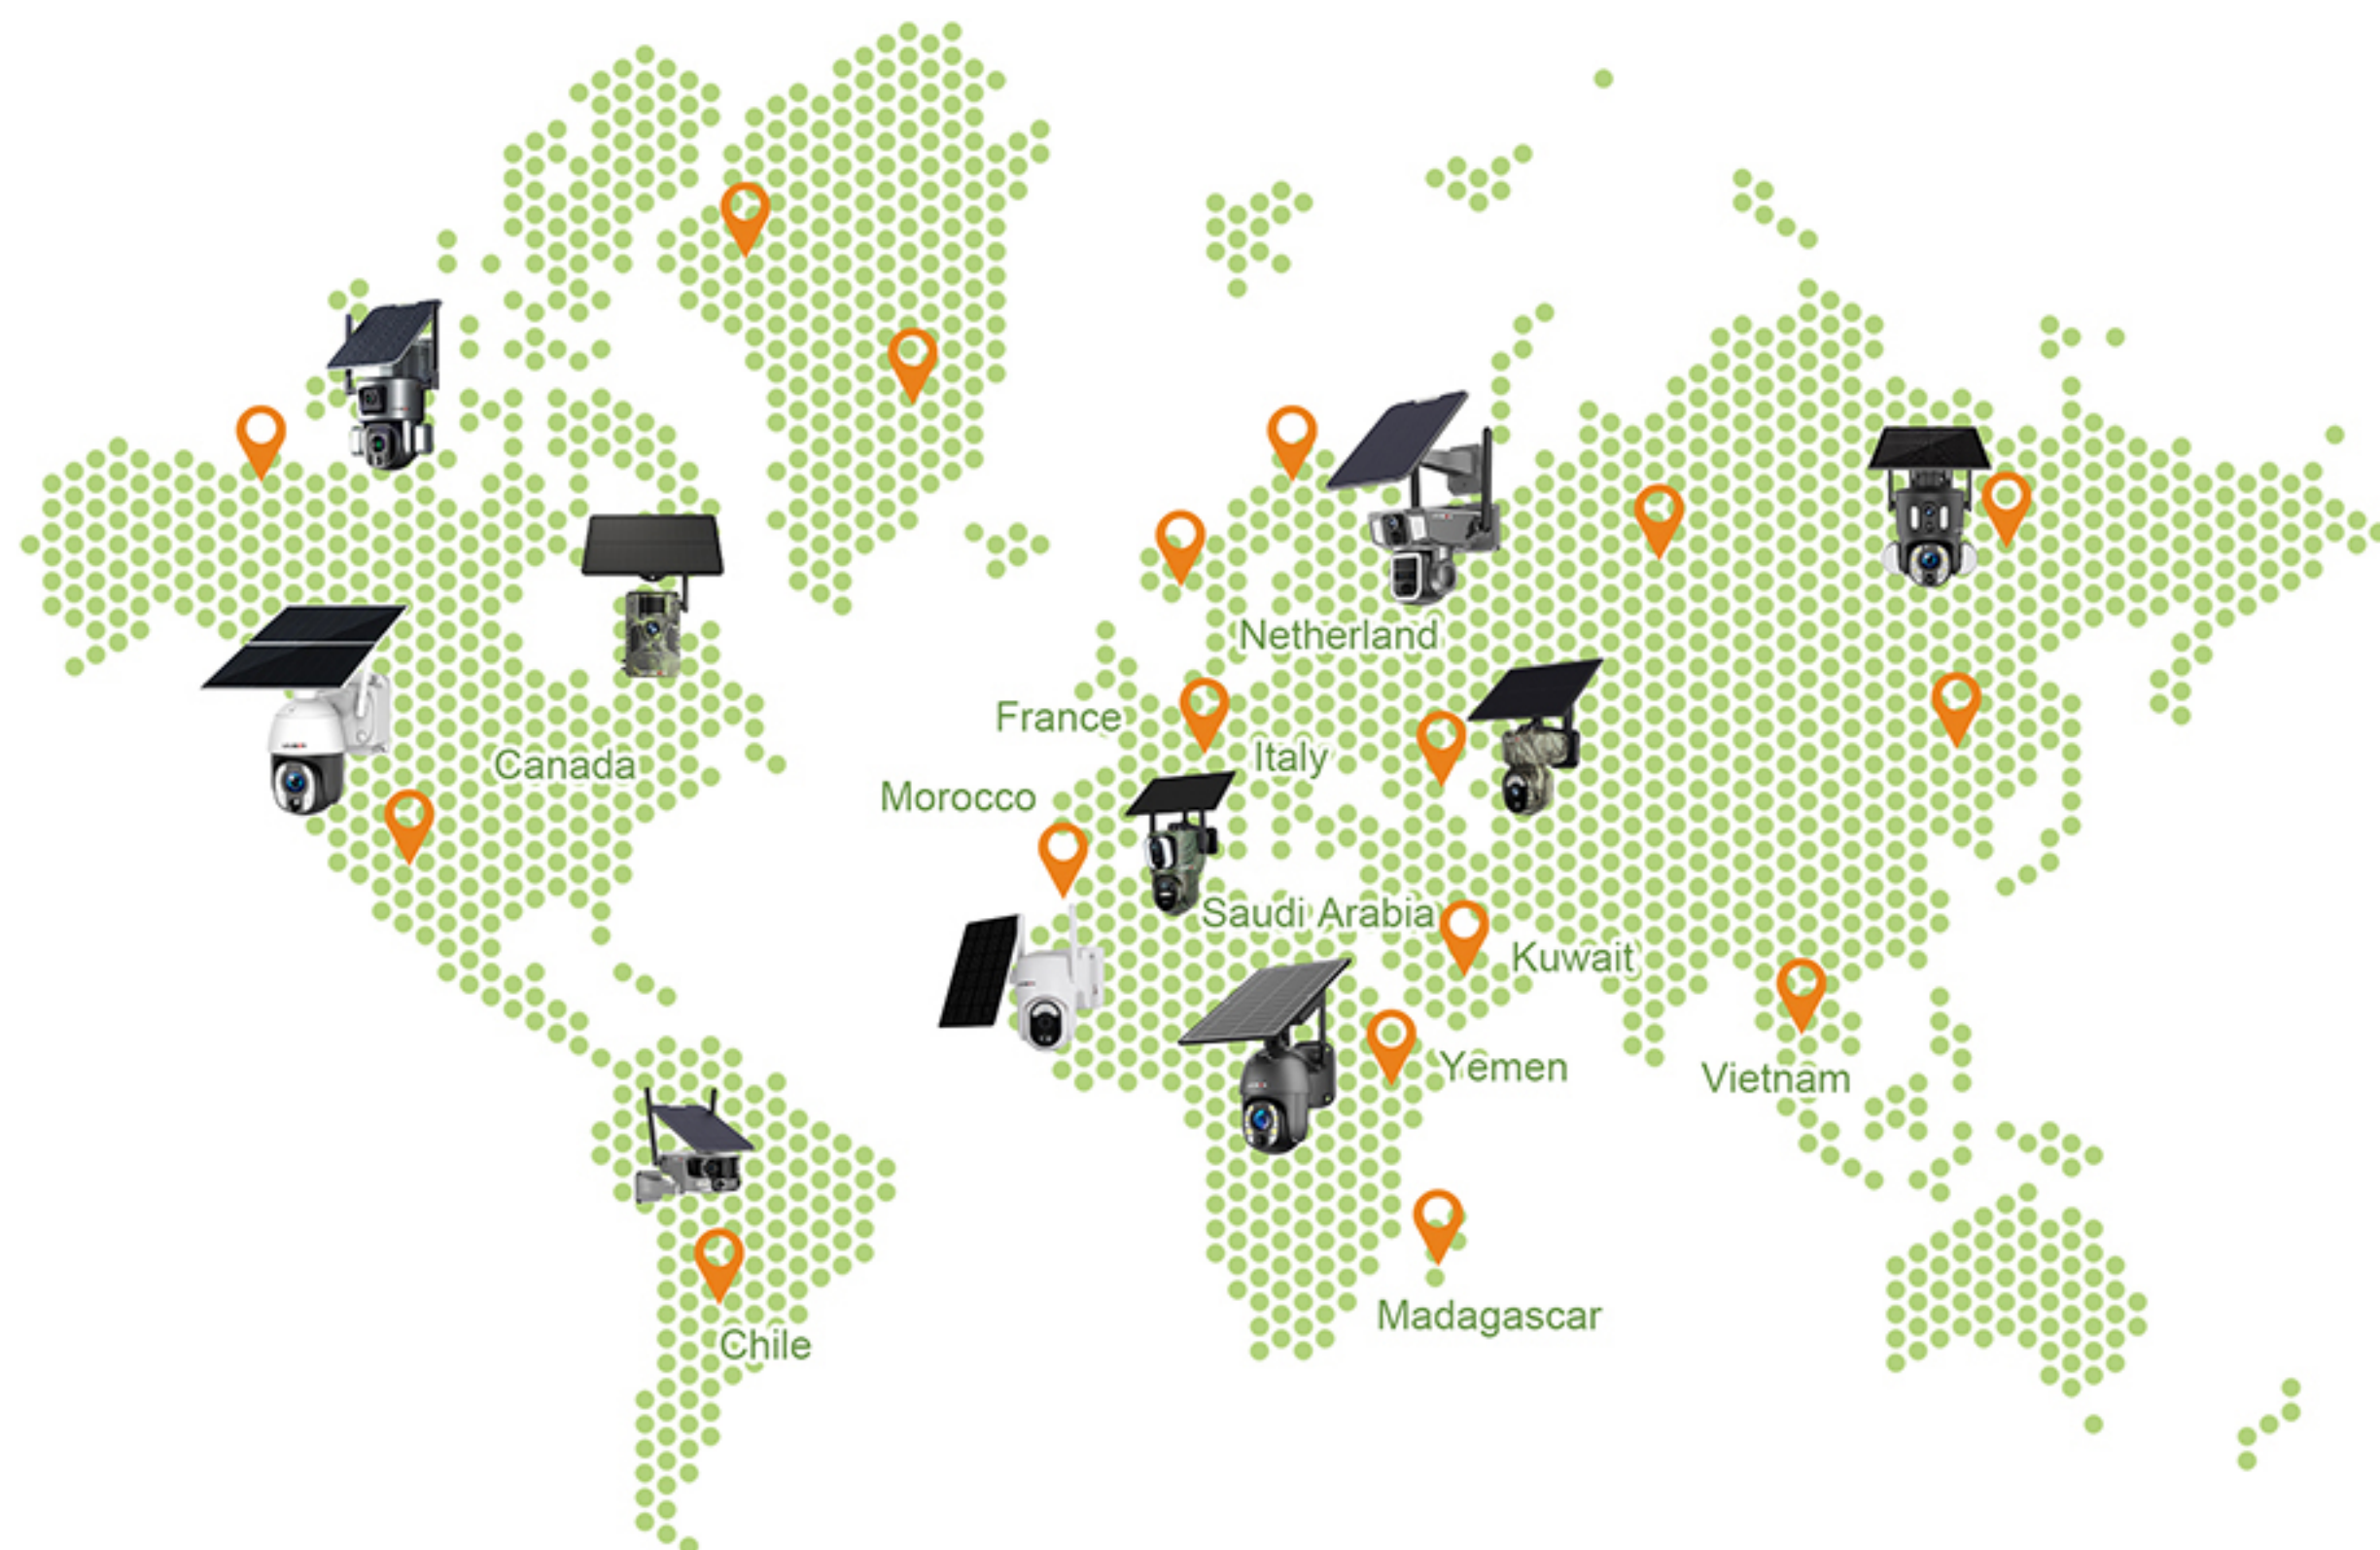 Netherland
France
Italy
Canada
Morocco
Saudi Arabia
Kuwait
Yemen
Vietnam
Madagascar
Chile